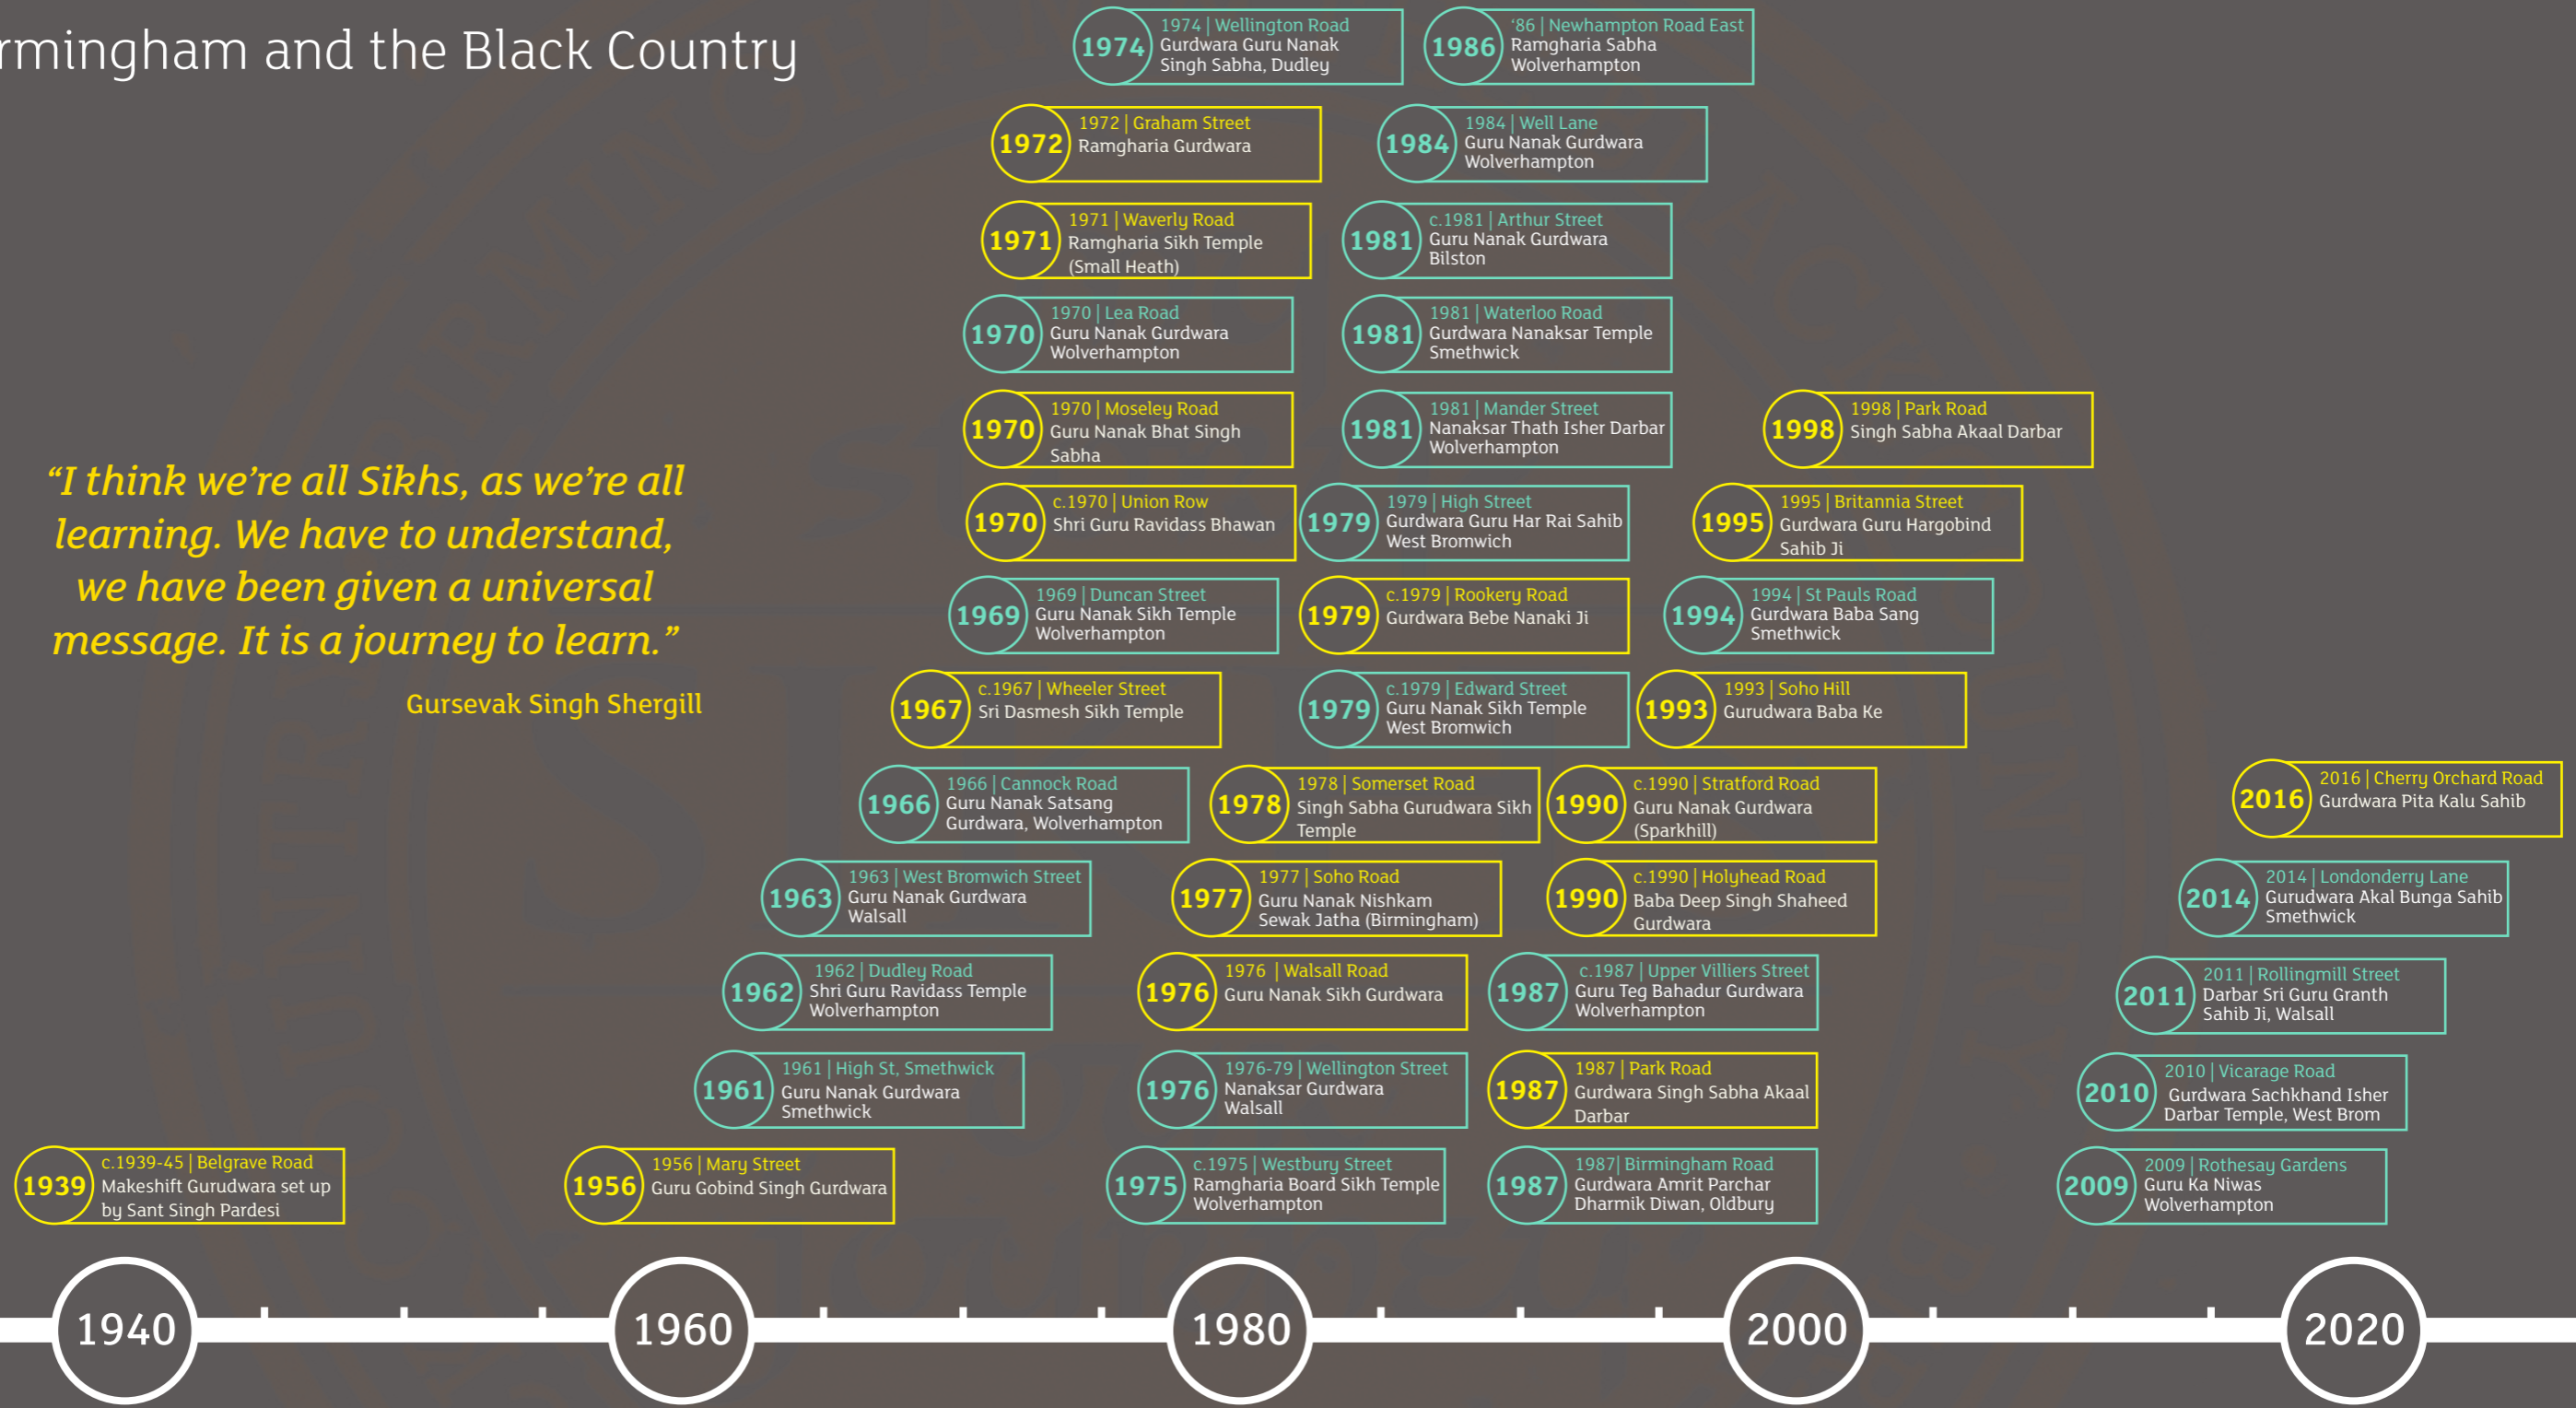 rmingham and the Black Country
"I think we're all Sikhs, as we're all
learning. We have to understand,
we have been given a universal
message. It is a journey to learn."
Gursevak Singh Shergill
1939
c.1939-45 | Belgrave Road
Makeshift Gurudwara set up
by Sant Singh Pardesi
1956
1956 | Mary Street
Guru Gobind Singh Gurdwara
1961
1961 | High St, Smethwick
Guru Nanak Gurdwara
Smethwick
1962
1962 | Dudley Road
Shri Guru Ravidass Temple
Wolverhampton
1963
1963 | West Bromwich Street
Guru Nanak Gurdwara
Walsall
1966
1966 | Cannock Road
Guru Nanak Satsang
Gurdwara, Wolverhampton
1967
c.1967 | Wheeler Street
Sri Dasmesh Sikh Temple
1969
1969 | Duncan Street
Guru Nanak Sikh Temple
Wolverhampton
1970
c.1970 | Union Row
Shri Guru Ravidass Bhawan
1970
1970 | Moseley Road
Guru Nanak Bhat Singh
Sabha
1970
1970 | Lea Road
Guru Nanak Gurdwara
Wolverhampton
1971
1971 | Waverly Road
Ramgharia Sikh Temple
(Small Heath)
1972
1972 | Graham Street
Ramgharia Gurdwara
1974
1974 | Wellington Road
Gurdwara Guru Nanak
Singh Sabha, Dudley
1975
c.1975 | Westbury Street
Ramgharia Board Sikh Temple
Wolverhampton
1976
1976-79 | Wellington Street
Nanaksar Gurdwara
Walsall
1976
1976 | Walsall Road
Guru Nanak Sikh Gurdwara
1977
1977 | Soho Road
Guru Nanak Nishkam
Sewak Jatha (Birmingham)
1978
1978 | Somerset Road
Singh Sabha Gurudwara Sikh
Temple
1979
c.1979 | Edward Street
Guru Nanak Sikh Temple
West Bromwich
1979
c.1979 | Rookery Road
Gurdwara Bebe Nanaki Ji
1979
1979 | High Street
Gurdwara Guru Har Rai Sahib
West Bromwich
1981
1981 | Mander Street
Nanaksar Thath Isher Darbar
Wolverhampton
1981
1981 | Waterloo Road
Gurdwara Nanaksar Temple
Smethwick
1981
c.1981 | Arthur Street
Guru Nanak Gurdwara
Bilston
1984
1984 | Well Lane
Guru Nanak Gurdwara
Wolverhampton
1986
'86 | Newhampton Road East
Ramgharia Sabha
Wolverhampton
1987
1987| Birmingham Road
Gurdwara Amrit Parchar
Dharmik Diwan, Oldbury
1987
1987 | Park Road
Gurdwara Singh Sabha Akaal
Darbar
1987
c.1987 | Upper Villiers Street
Guru Teg Bahadur Gurdwara
Wolverhampton
1990
c.1990 | Holyhead Road
Baba Deep Singh Shaheed
Gurdwara
1990
c.1990 | Stratford Road
Guru Nanak Gurdwara
(Sparkhill)
1993
1993 | Soho Hill
Gurudwara Baba Ke
1994
1994 | St Pauls Road
Gurdwara Baba Sang
Smethwick
1995
1995 | Britannia Street
Gurdwara Guru Hargobind
Sahib Ji
1998
1998 | Park Road
Singh Sabha Akaal Darbar
2009
2009 | Rothesay Gardens
Guru Ka Niwas
Wolverhampton
2010
2010 | Vicarage Road
Gurdwara Sachkhand Isher
Darbar Temple, West Brom
2011
2011 | Rollingmill Street
Darbar Sri Guru Granth
Sahib Ji, Walsall
2014
2014 | Londonderry Lane
Gurudwara Akal Bunga Sahib
Smethwick
2016
2016 | Cherry Orchard Road
Gurdwara Pita Kalu Sahib
1940
1960
1980
2000
2020